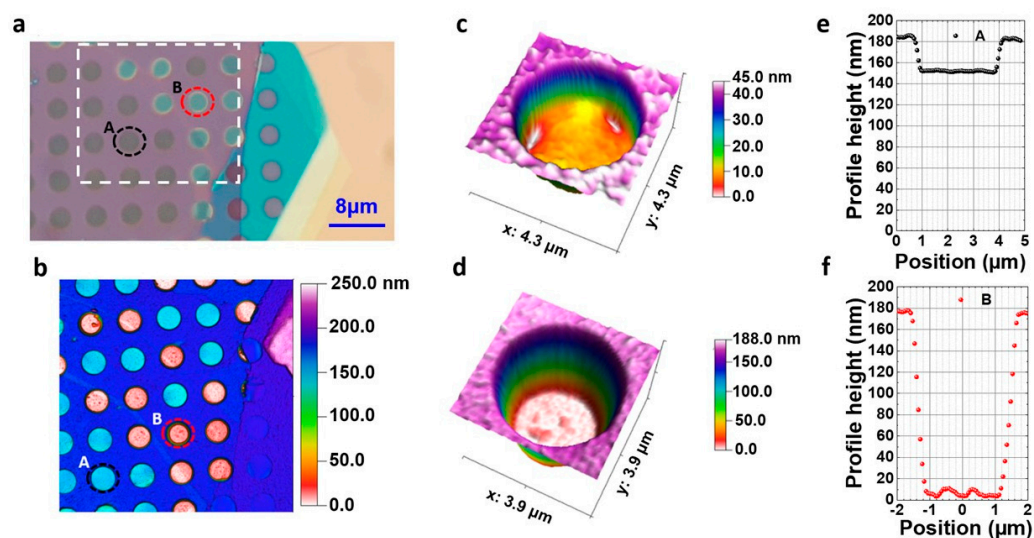 a
B
A
8μm
b
250.0 nm
200.0
150.0
100.0
50.0
0.0
B
A
c
45.0 nm
40.0
30.0
20.0
10.0
0.0
x: 4.3 μm
y: 4.3 μm
d
188.0 nm
150.0
100.0
50.0
0.0
x: 3.9 μm
y: 3.9 μm
e
Profile height (nm)
200
180
160
140
120
100
80
60
40
20
0
A
0 1 2 3 4 5
Position (μm)
f
Profile height (nm)
200
180
160
140
120
100
80
60
40
20
0
B
-2 -1 0 1 2
Position (μm)